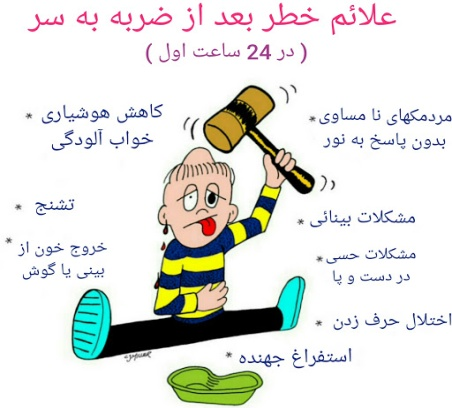 علائم خطر بعد از ضربه به سر
( در 24 ساعت اول )
* مردمکهای نا مساوی
بدون پاسخ به نور
* کاهش هوشیاری
خواب آلودگی
* مشکلات بینائی
* تشنج
* مشکلات حسی
در دست و پا
* خروج خون از
بینی یا گوش
* اختلال حرف زدن
* استفراغ جهنده